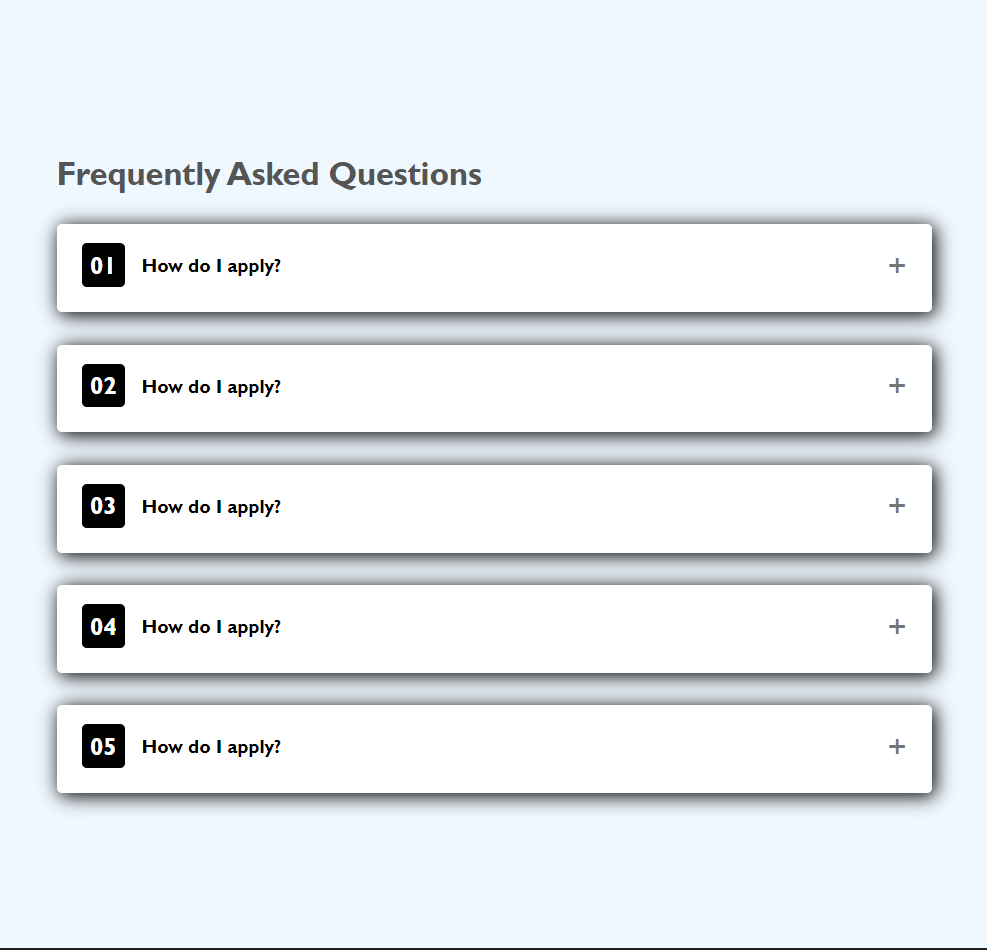 Frequently Asked Questions
01 How do I apply? +
02 How do I apply? +
03 How do I apply? +
04 How do I apply? +
05 How do I apply? +